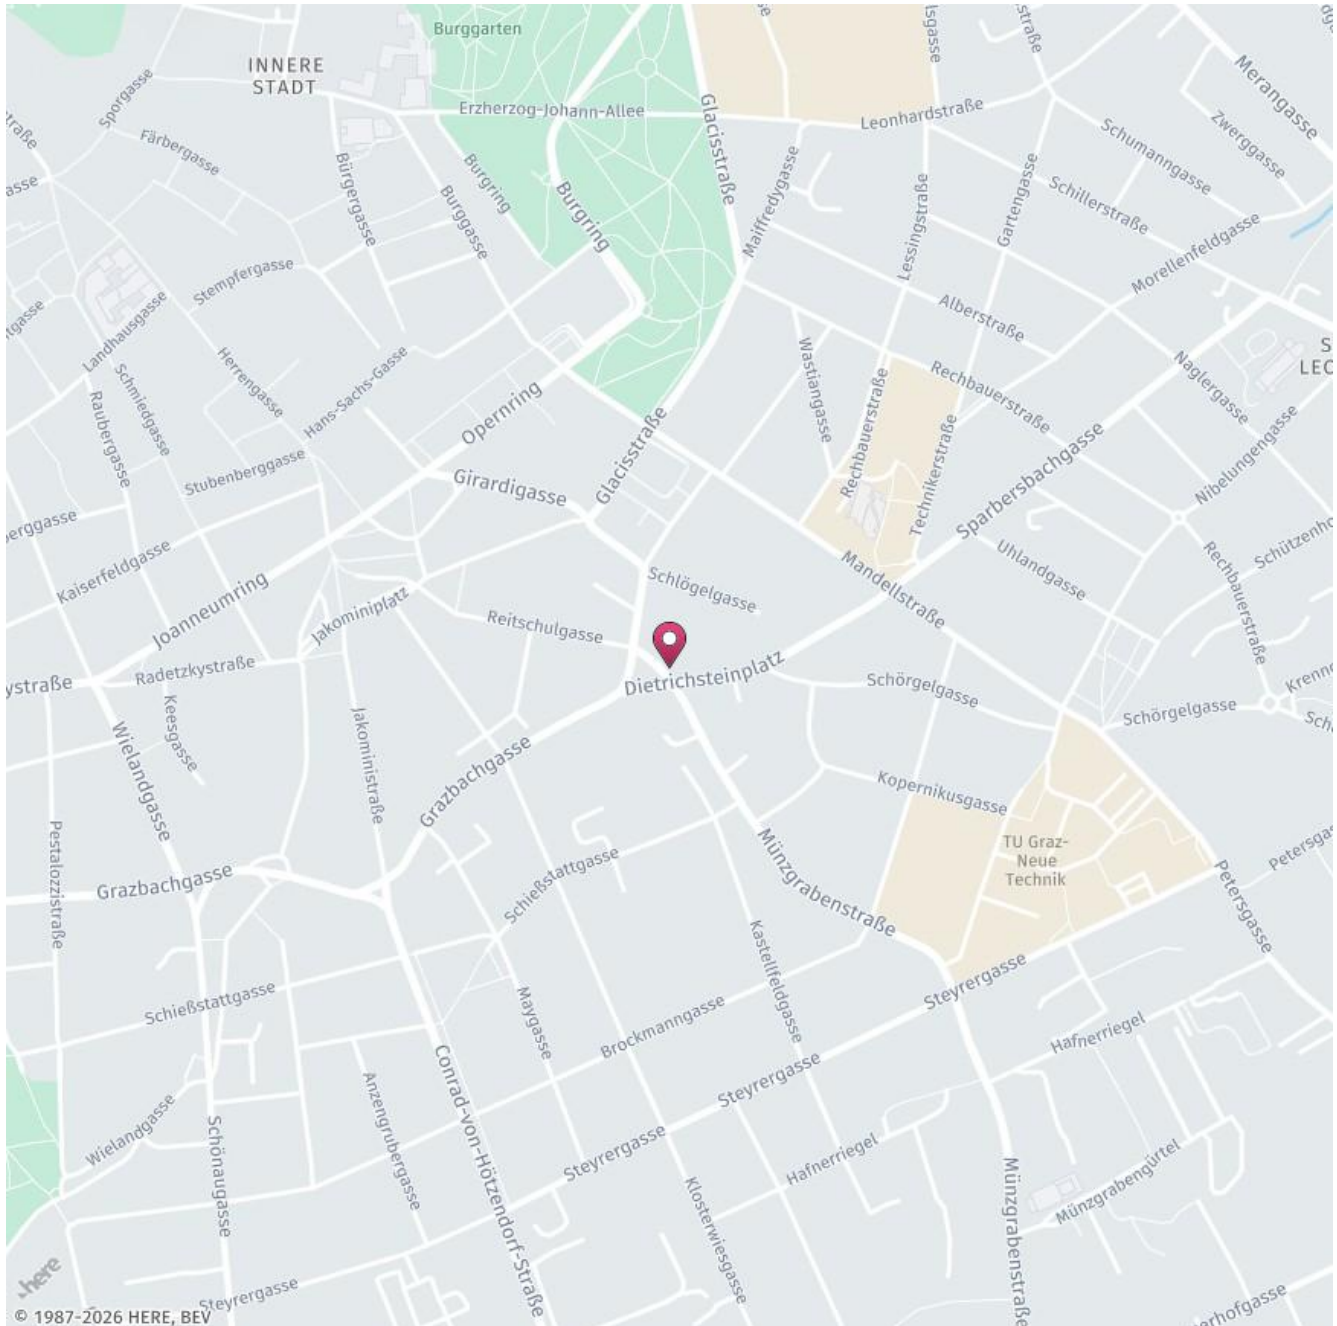 Burggarten
INNERE
STADT
Erzherzog-Johann-Allee
Leonhardstraße
Merangasse
Zwerggasse
Schumanngasse
Schillerstraße
Sporgasse
Färbergasse
Bürgergasse
Burggasse
Burgring
Burgring
Glacisstraße
Maiffredygasse
Lessingstraße
Gartengasse
Morellenfeldgasse
Stempfergasse
Landhausgasse
Herrengasse
Hans-Sachs-Gasse
Schmiedgasse
Raubergasse
Opernring
Alberstraße
Wastiangasse
Rechbauerstraße
Rechbauerstraße
Naglergasse
Nibelungengasse
Stubenberggasse
Girardigasse
Glacisstraße
Technikerstraße
Sparbersbachgasse
Kaiserfeldgasse
Joanneumring
Jakominiplatz
Schlögelgasse
Mandellstraße
Uhlandgasse
Rechbauerstraße
Reitschulgasse
Radetzkystraße
Dietrichsteinplatz
Schörgelgasse
Schörgelgasse
Keesgasse
Wielandgasse
Jakoministraße
Grazbachgasse
Kopernikusgasse
TU Graz-
Neue
Technik
Münzgrabenstraße
Pestalozzistraße
Grazbachgasse
Schießstattgasse
Petersgasse
Kastellfeldgasse
Steyrergasse
Schießstattgasse
Maygasse
Brockmanngasse
Hafnerriegel
Conrad-von-Hötzendorf-Straße
Anzengrubergasse
Steyrergasse
Wielandgasse
Schönaugasse
Steyrergasse
Hafnerriegel
Klosterwiesgasse
Münzgrabenstraße
Münzgrabengürtel
Steyrergasse
here
© 1987-2026 HERE, BEV